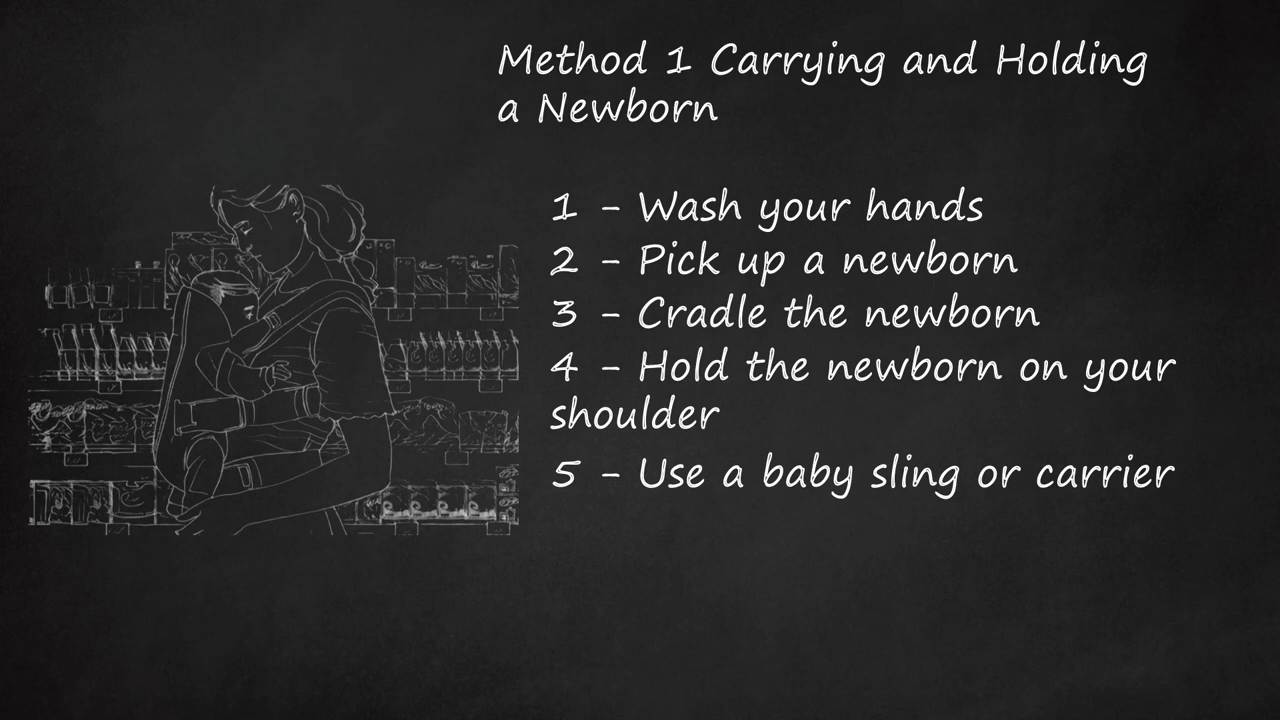 Method 1 Carrying and Holding
a Newborn
1 - Wash your hands
2 - Pick up a newborn
3 - Cradle the newborn
4 - Hold the newborn on your
shoulder
5 - Use a baby sling or carrier